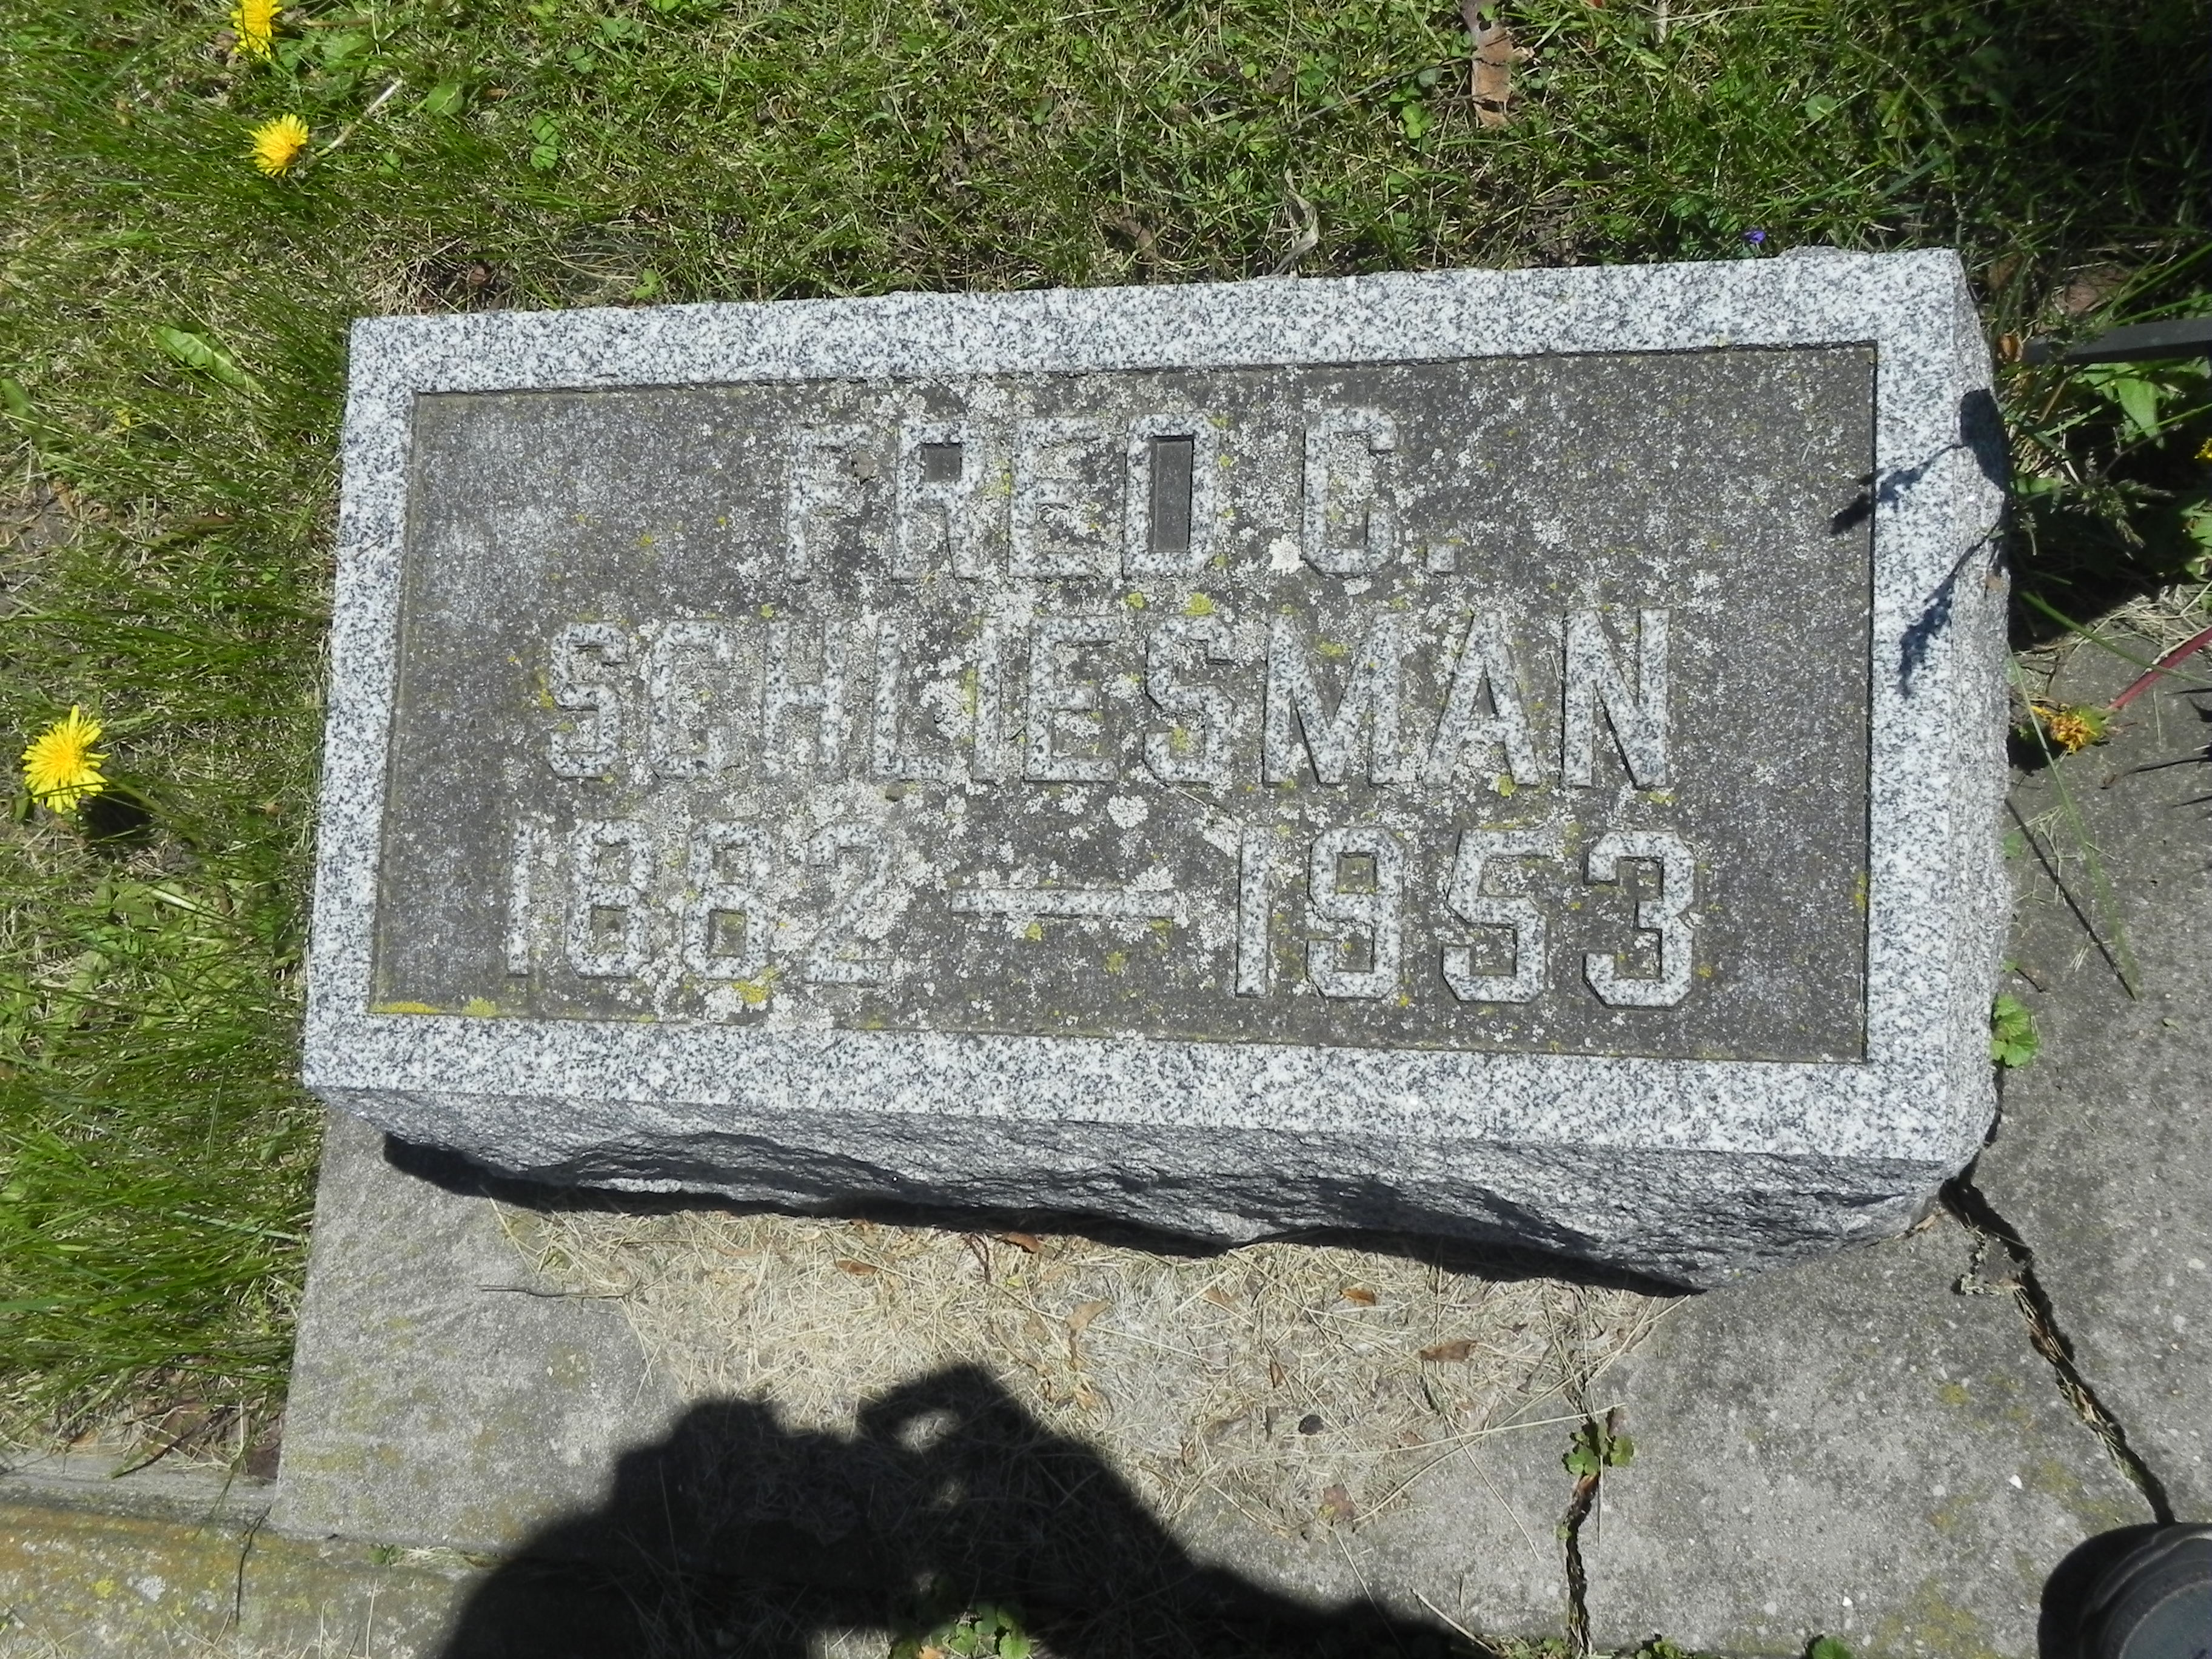 FRED C.
SCHLIESMAN
1882 — 1953